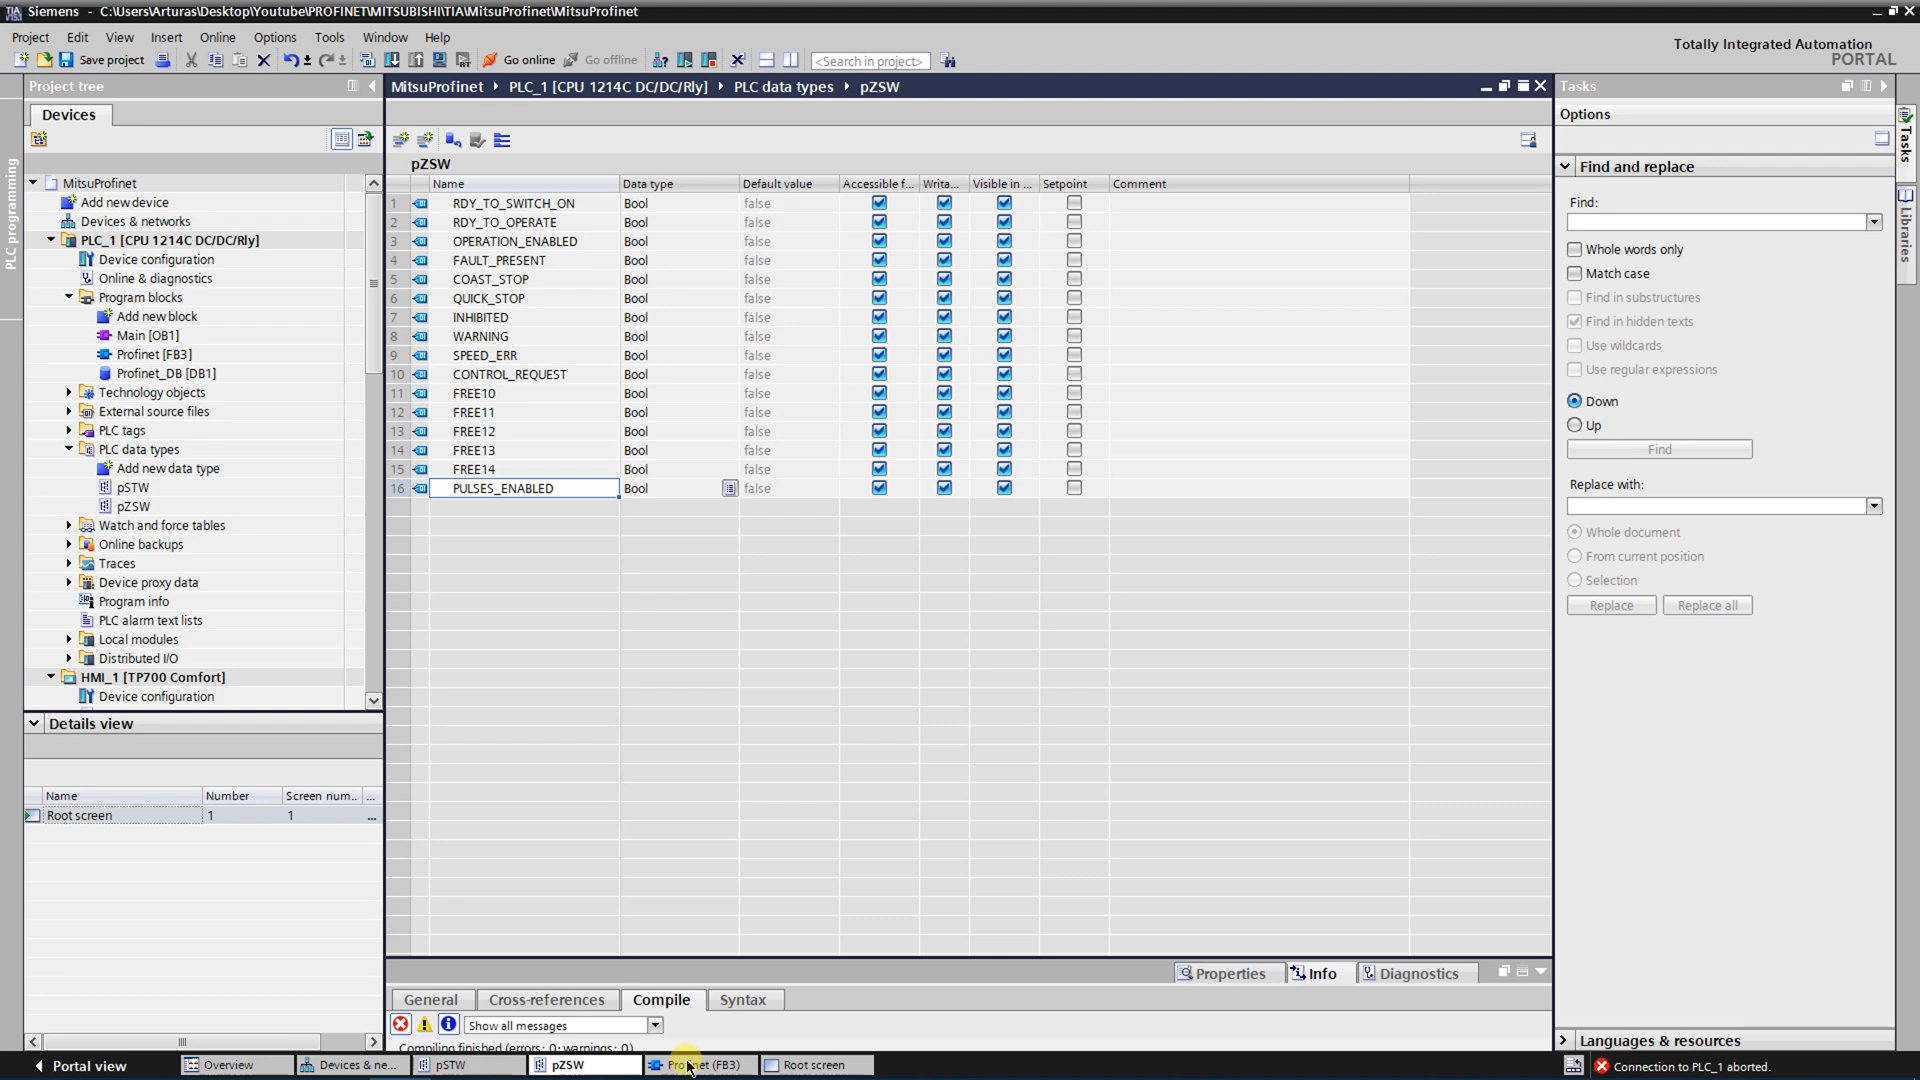 Siemens - C:\Users\Arturas\Desktop\Youtube\PROFINET\MITSUBISHI\TIA\MitsuProfinet\MitsuProfinet
Project Edit View Insert Online Options Tools Window Help
Totally Integrated Automation
PORTAL
Save project Go online Go offline <Search in project>
Project tree
MitsuProfinet PLC_1 [CPU 1214C DC/DC/Rly] PLC data types pZSW
Tasks
Devices
Options
PLC programming
Tasks
Libraries
MitsuProfinet
Add new device
Devices & networks
PLC_1 [CPU 1214C DC/DC/Rly]
Device configuration
Online & diagnostics
Program blocks
Add new block
Main [OB1]
Profinet [FB3]
Profinet_DB [DB1]
Technology objects
External source files
PLC tags
PLC data types
Add new data type
pSTW
pZSW
Watch and force tables
Online backups
Traces
Device proxy data
Program info
PLC alarm text lists
Local modules
Distributed I/O
HMI_1 [TP700 Comfort]
Device configuration
Details view
Name Number Screen num.. ...
Root screen 1 1 ...
pZSW
Name Data type Default value Accessible f... Writa... Visible in ... Setpoint Comment
1 RDY_TO_SWITCH_ON Bool false
2 RDY_TO_OPERATE Bool false
3 OPERATION_ENABLED Bool false
4 FAULT_PRESENT Bool false
5 COAST_STOP Bool false
6 QUICK_STOP Bool false
7 INHIBITED Bool false
8 WARNING Bool false
9 SPEED_ERR Bool false
10 CONTROL_REQUEST Bool false
11 FREE10 Bool false
12 FREE11 Bool false
13 FREE12 Bool false
14 FREE13 Bool false
15 FREE14 Bool false
16 PULSES_ENABLED Bool false
Find and replace
Find:
Whole words only
Match case
Find in substructures
Find in hidden texts
Use wildcards
Use regular expressions
Down
Up
Find
Replace with:
Whole document
From current position
Selection
Replace Replace all
Languages & resources
Properties Info Diagnostics
General Cross-references Compile Syntax
Show all messages
Compiling finished (errors: 0; warnings: 0)
Portal view Overview Devices & ne... pSTW pZSW (FB3) Root screen
Connection to PLC_1 aborted.